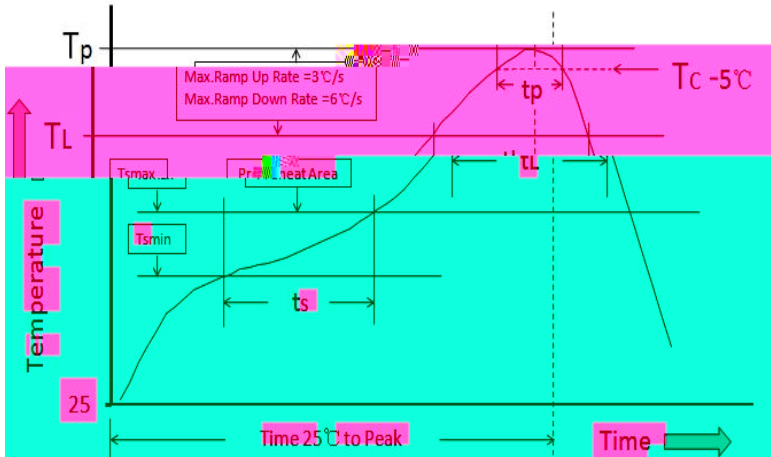 Tp
Max.Ramp Up Rate =3℃/s
Max.Ramp Down Rate =6℃/s
TC -5℃
tp
TL
tL
Tsmax
Area
Tsmin
ts
Temperature
25
Time 25℃ to Peak
Time